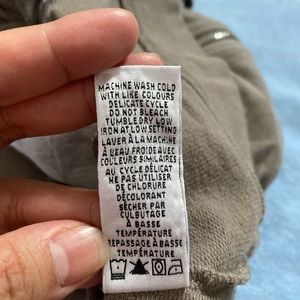 MACHINE WASH COLD
WITH LIKE COLOURS
DELICATE CYCLE
DO NOT BLEACH
TUMBLE DRY LOW
IRON AT LOW SETTING
LAVER À LA MACHINE
À L'EAU FROIDE AVEC
COULEURS SIMILAIRES
AU CYCLE DÉLICAT
NE PAS UTILISER
DE CHLORURE
DÉCOLORANT
SÉCHER PAR
CULBUTAGE
À BASSE
TEMPÉRATURE
REPASSAGE À BASSE
TEMPÉRATURE